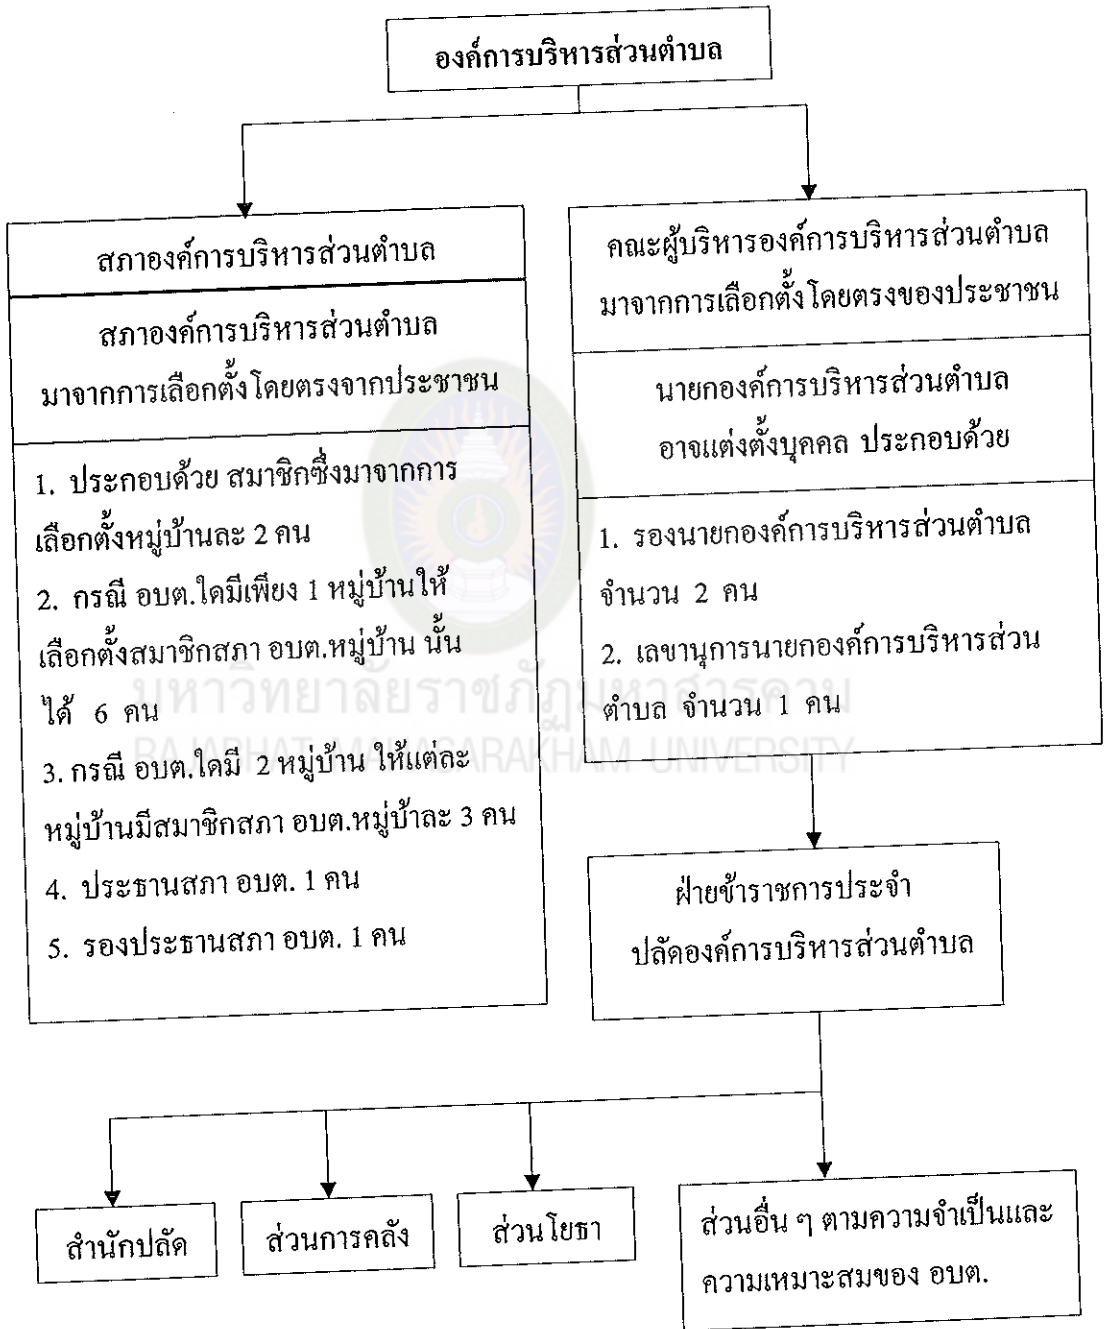 องค์การบริหารส่วนตำบล
สภาองค์การบริหารส่วนตำบล
สภาองค์การบริหารส่วนตำบล
มาจากการเลือกตั้งโดยตรงจากประชาชน
1. ประกอบด้วย สมาชิกซึ่งมาจากการ
เลือกตั้งหมู่บ้านละ 2 คน
2. กรณี อบต.ใดมีเพียง 1 หมู่บ้านให้
เลือกตั้งสมาชิกสภา อบต.หมู่บ้าน นั้น
ได้ 6 คน
3. กรณี อบต.ใดมี 2 หมู่บ้าน ให้แต่ละ
หมู่บ้านมีสมาชิกสภา อบต.หมู่บ้าละ 3 คน
4. ประธานสภา อบต. 1 คน
5. รองประธานสภา อบต. 1 คน
คณะผู้บริหารองค์การบริหารส่วนตำบล
มาจากการเลือกตั้งโดยตรงของประชาชน
นายกองค์การบริหารส่วนตำบล
อาจแต่งตั้งบุคคล ประกอบด้วย
1. รองนายกองค์การบริหารส่วนตำบล
จำนวน 2 คน
2. เลขานุการนายกองค์การบริหารส่วน
ตำบล จำนวน 1 คน
มหาวิทยาลัยราชภัฏมหาสารคาม
RAJABHAT MAHASARAKHAM UNIVERSITY
ฝ่ายข้าราชการประจำ
ปลัดองค์การบริหารส่วนตำบล
สำนักปลัด
ส่วนการคลัง
ส่วนโยธา
ส่วนอื่น ๆ ตามความจำเป็นและ
ความเหมาะสมของ อบต.